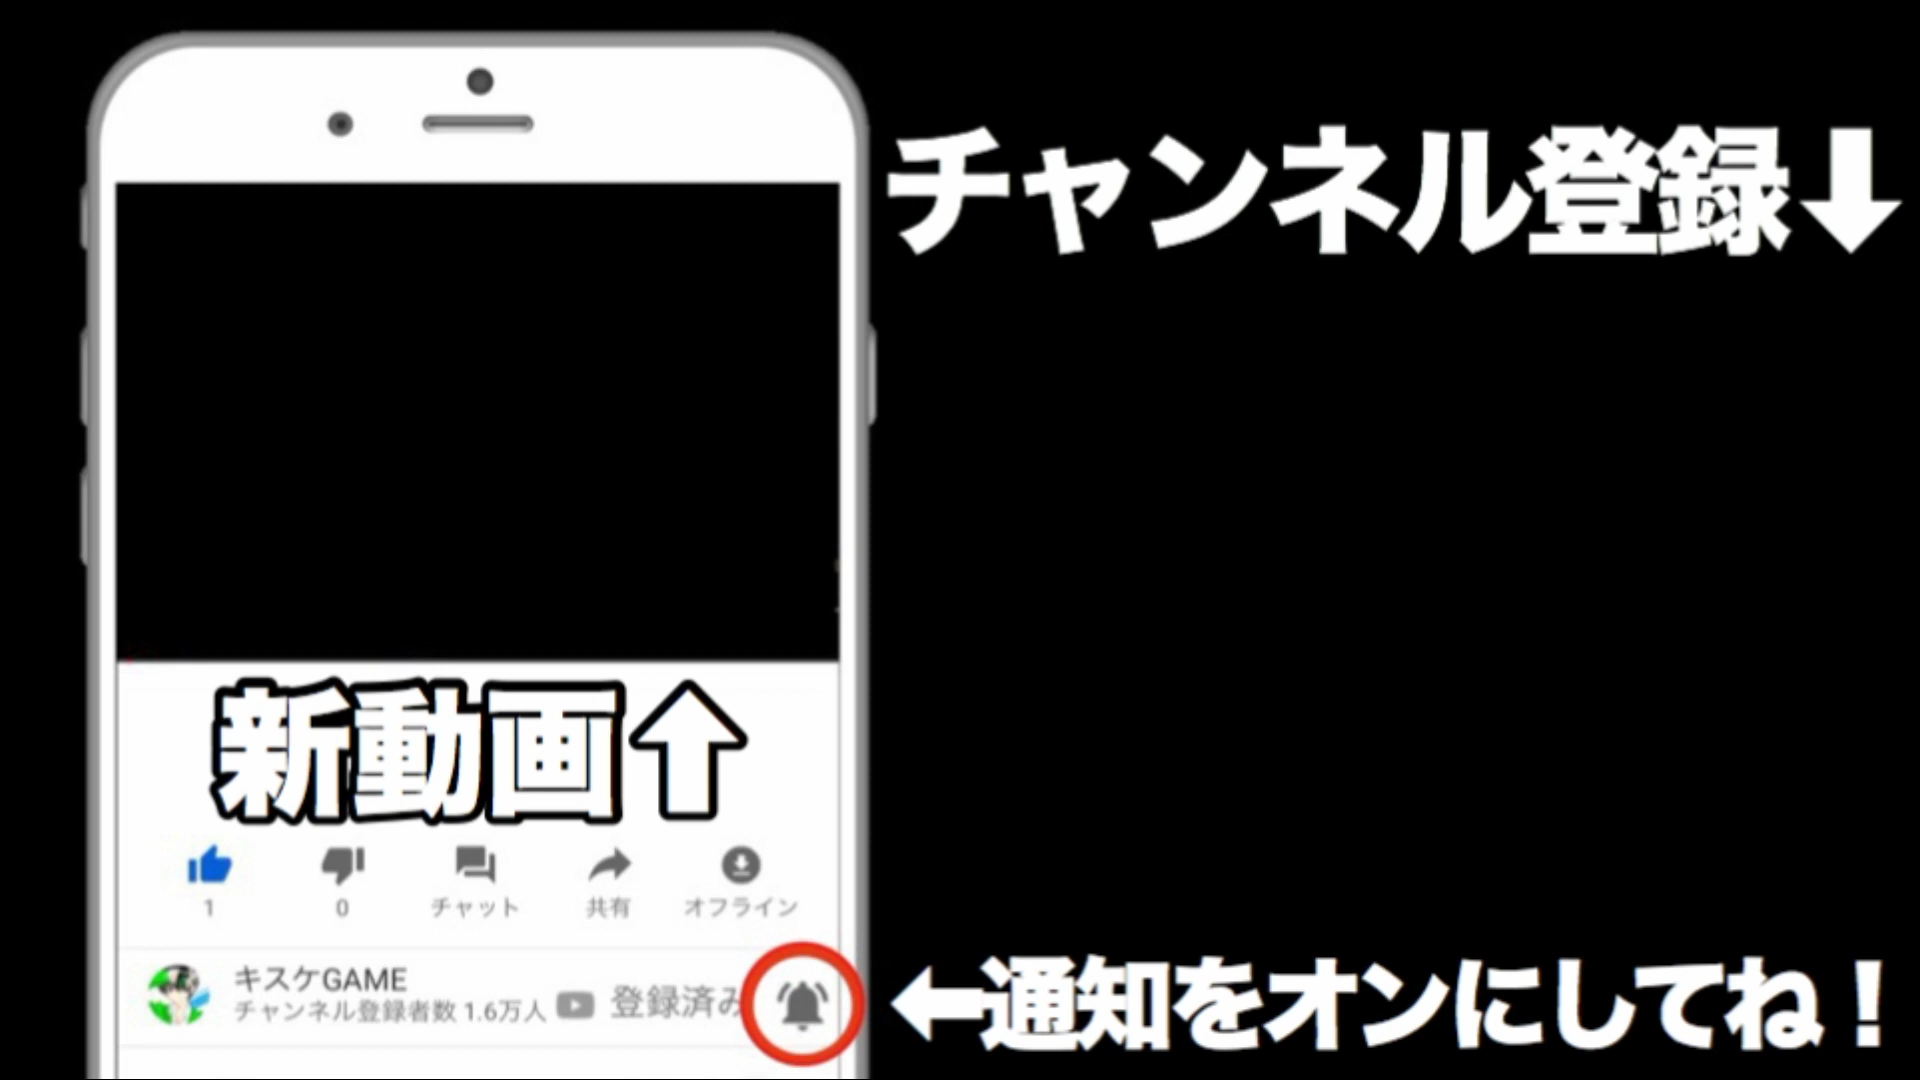 チャンネル登録⬇
新動画↑
1
0
チャット
共有
オフライン
キスケGAME
チャンネル登録者数 1.6万人
登録済み
⬅通知をオンにしてね！